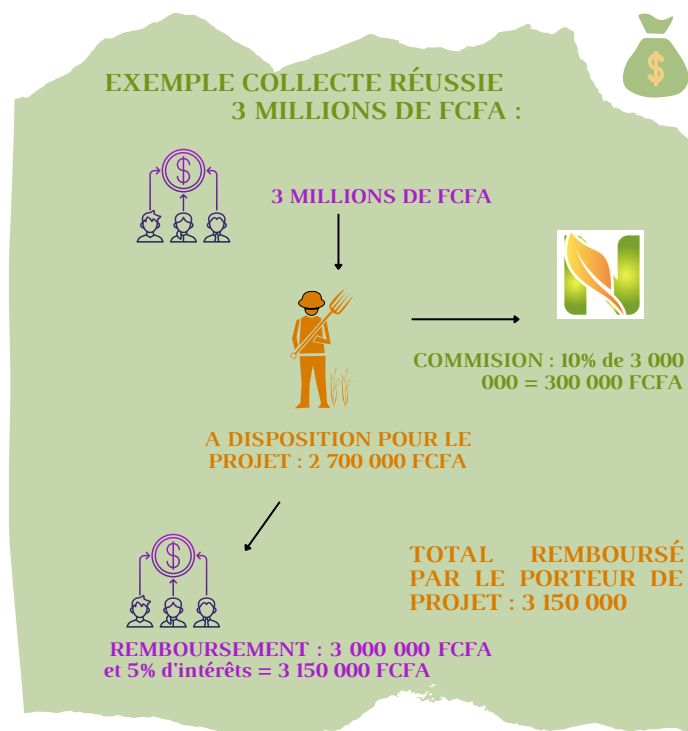 EXEMPLE COLLECTE RÉUSSIE
3 MILLIONS DE FCFA :
3 MILLIONS DE FCFA
COMMISION : 10% de 3 000
000 = 300 000 FCFA
A DISPOSITION POUR LE
PROJET : 2 700 000 FCFA
TOTAL REMBOURSÉ
PAR LE PORTEUR DE
PROJET : 3 150 000
REMBOURSEMENT : 3 000 000 FCFA
et 5% d'intérêts = 3 150 000 FCFA